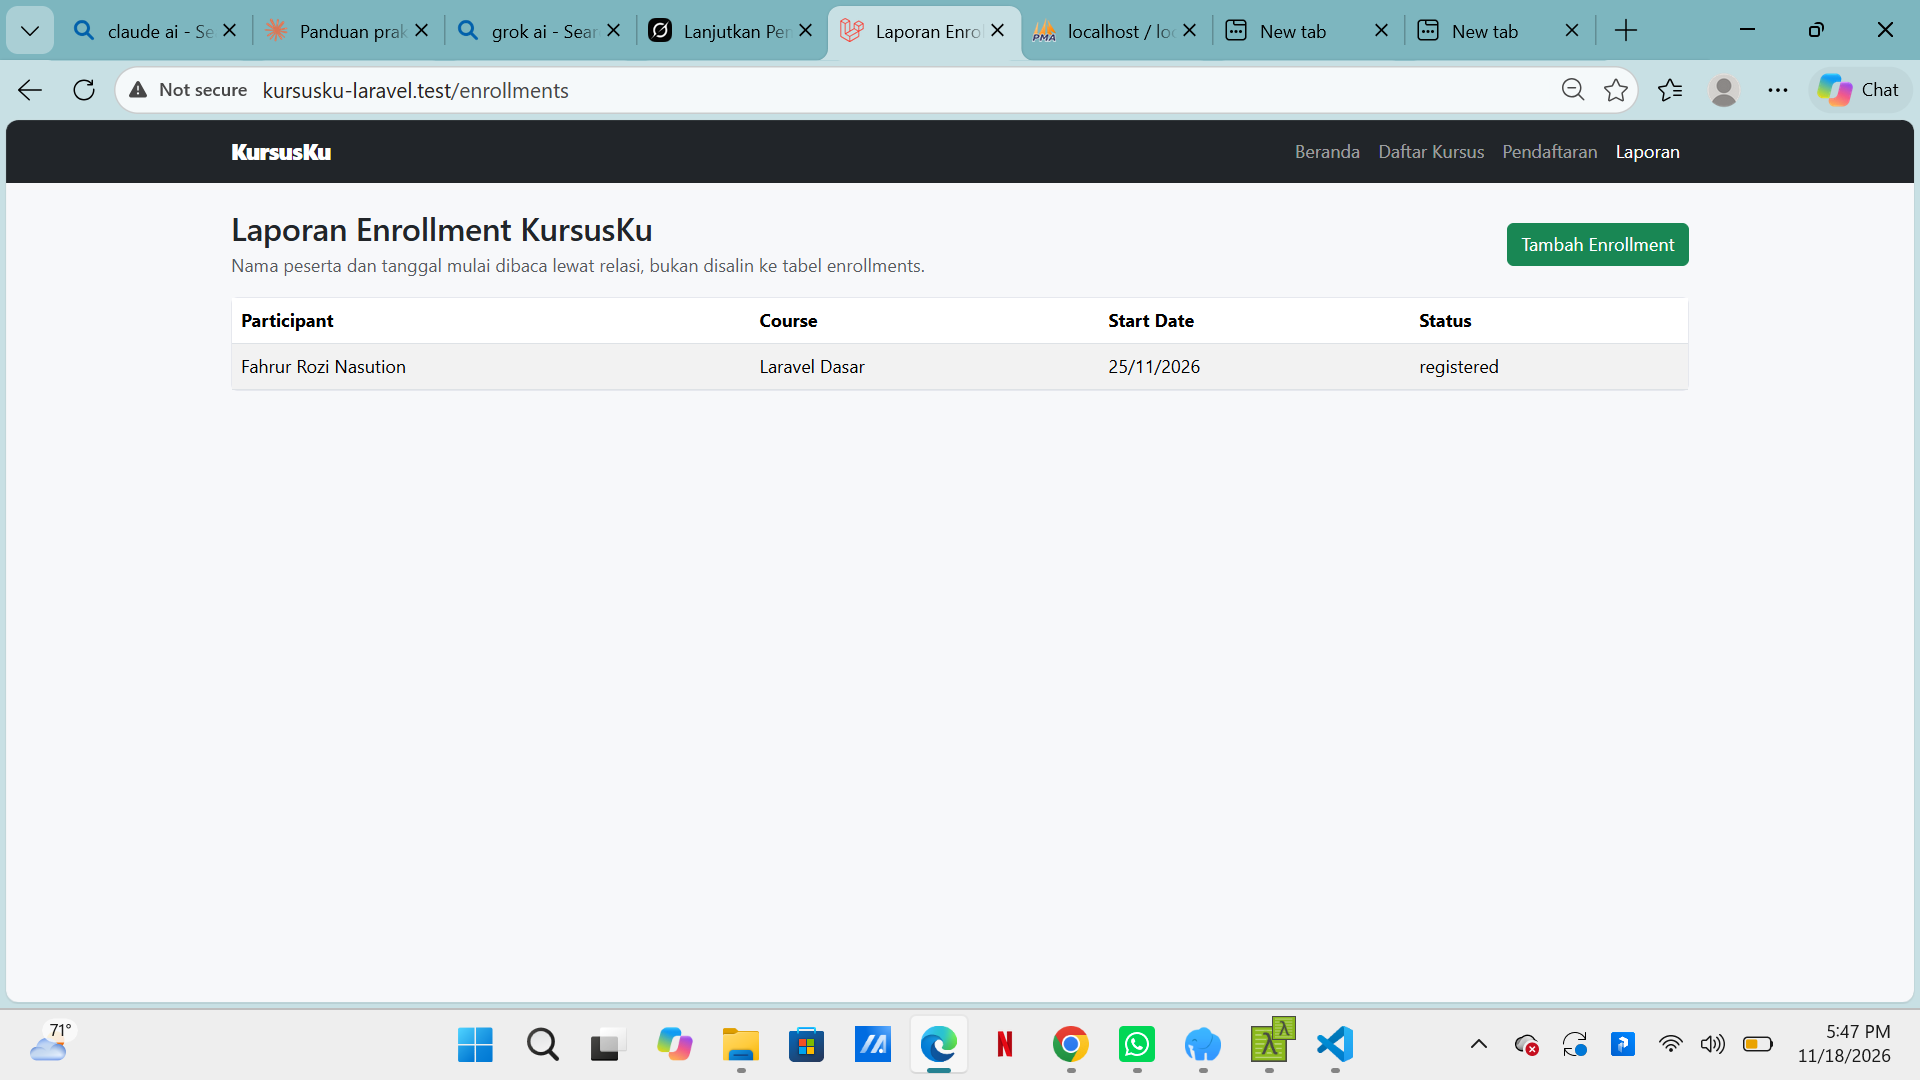 claude ai - Se
Panduan prak
grok ai - Sear
Lanjutkan Per
Laporan Enrol
localhost / loc
New tab
New tab
Not secure
kursusku-laravel.test/enrollments
Chat
KursusKu
Beranda
Daftar Kursus
Pendaftaran
Laporan
Laporan Enrollment KursusKu
Tambah Enrollment
Nama peserta dan tanggal mulai dibaca lewat relasi, bukan disalin ke tabel enrollments.
Participant Course Start Date Status
Fahrur Rozi Nasution Laravel Dasar 25/11/2026 registered
71°
5:47 PM
11/18/2026